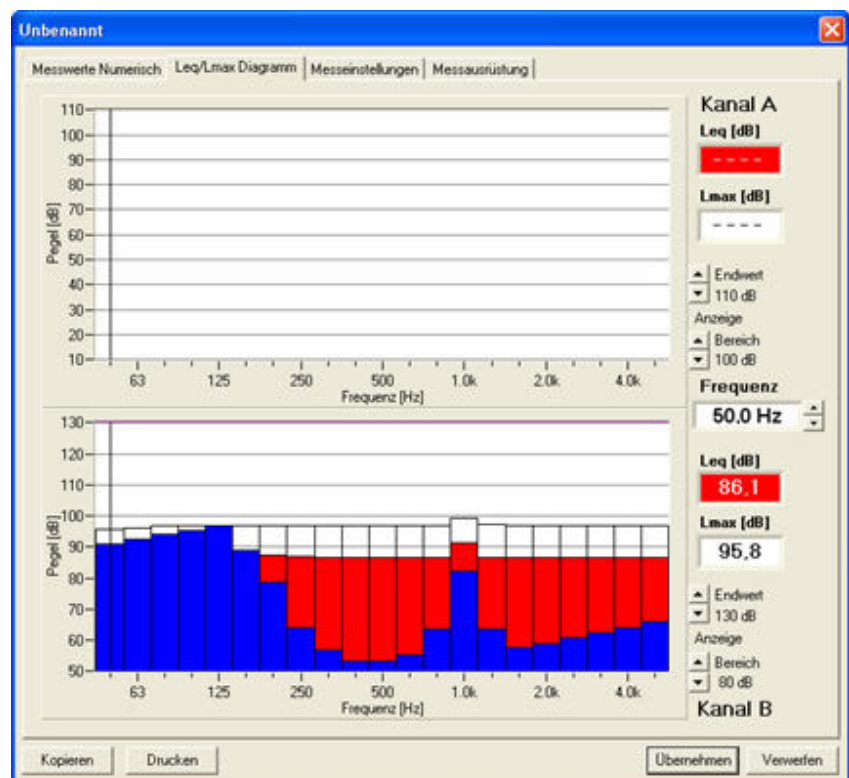 Unbenannt
Messwerte Numerisch Leq/Lmax Diagramm Messeinstellungen Messausrüstung
110
100
90
80
70
60
50
40
30
20
10
Pegel [dB]
63 125 250 500 1.0k 2.0k 4.0k
Frequenz [Hz]
Kanal A
Leq [dB]
----
Lmax [dB]
----
Endwert
110 dB
Anzeige
Bereich
100 dB
Frequenz
50.0 Hz
130
120
110
100
90
80
70
60
50
Pegel [dB]
63 125 250 500 1.0k 2.0k 4.0k
Frequenz [Hz]
Leq [dB]
86,1
Lmax [dB]
95,8
Endwert
130 dB
Anzeige
Bereich
80 dB
Kanal B
Kopieren Drucken Übernehmen Verwerfen